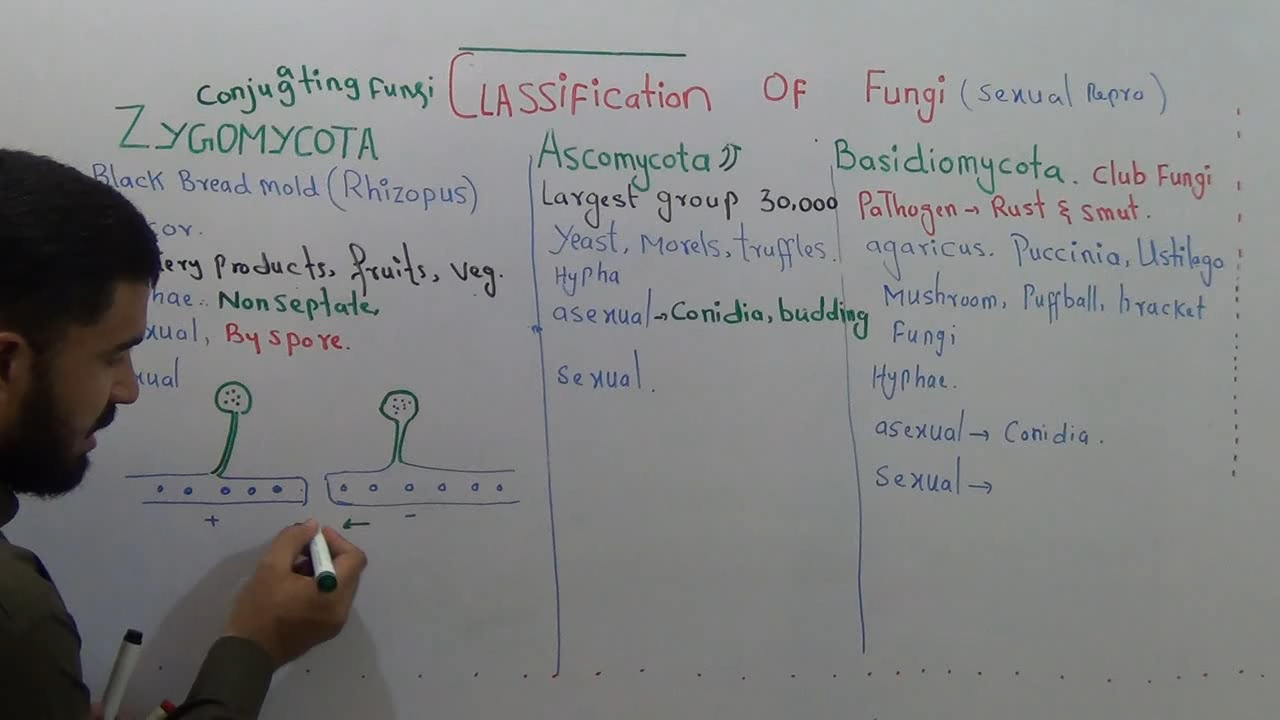 Conjugating Fungi CLASSiFication OF Fungi (Sexual Repro)
ZYGOMYCOTA
Black Bread mold (Rhizopus)
products, fruits, veg.
Nonseptate,
By spore.
+ ← -
Ascomycota
Largest group 30,000
Yeast, Morels, truffles.
Hypha
asexual → Conidia, budding
Sexual.
Basidiomycota. Club Fungi
Pathogen → Rust & smut.
agaricus. Puccinia, Ustilago
Mushroom, Puffball, bracket
Fungi
Hyphae.
asexual → Conidia.
Sexual →